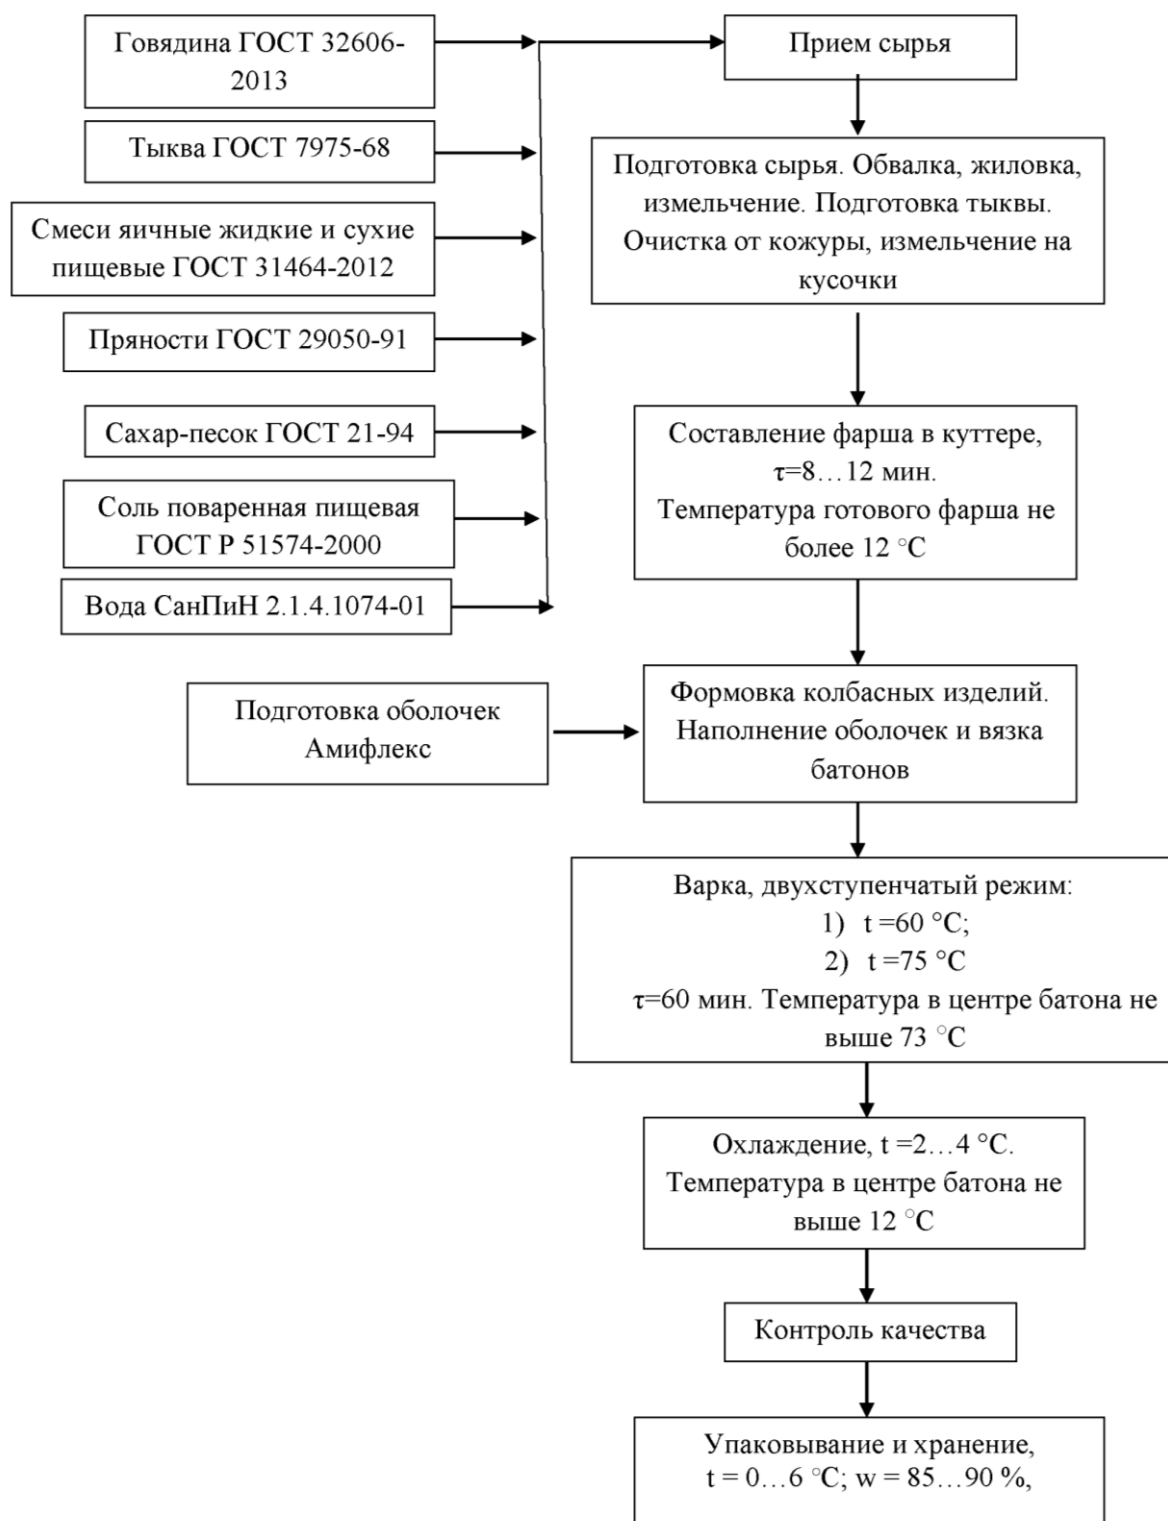 Говядина ГОСТ 32606-
2013
Тыква ГОСТ 7975-68
Смеси яичные жидкие и сухие
пищевые ГОСТ 31464-2012
Пряности ГОСТ 29050-91
Сахар-песок ГОСТ 21-94
Соль поваренная пищевая
ГОСТ Р 51574-2000
Вода СанПиН 2.1.4.1074-01
Прием сырья
Подготовка сырья. Обвалка, жиловка,
измельчение. Подготовка тыквы.
Очистка от кожуры, измельчение на
кусочки
Составление фарша в куттере,
τ=8…12 мин.
Температура готового фарша не
более 12 °С
Подготовка оболочек
Амифлекс
Формовка колбасных изделий.
Наполнение оболочек и вязка
батонов
Варка, двухступенчатый режим:
1) t =60 °С;
2) t =75 °С
τ=60 мин. Температура в центре батона не
выше 73 °С
Охлаждение, t =2…4 °С.
Температура в центре батона не
выше 12 °С
Контроль качества
Упаковывание и хранение,
t = 0…6 °С; w = 85…90 %,